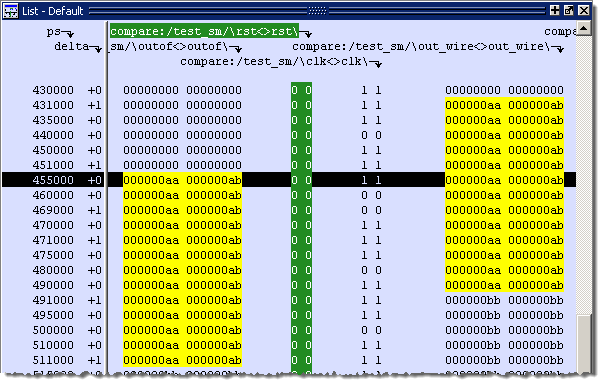 List - Default
ps compare:/test_sm/\rst<>rst\ compa
delta sm/\outof<>outof\ compare:/test_sm/\out_wire<>out_wire\
compare:/test_sm/\clk<>clk\
430000 +0 00000000 00000000 0 0 1 1 00000000 00000000
431000 +1 00000000 00000000 0 0 1 1 000000aa 000000ab
435000 +0 00000000 00000000 0 0 1 1 000000aa 000000ab
440000 +0 00000000 00000000 0 0 0 0 000000aa 000000ab
450000 +0 00000000 00000000 0 0 1 1 000000aa 000000ab
451000 +1 00000000 00000000 0 0 1 1 000000aa 000000ab
455000 +0 000000aa 000000ab 0 0 1 1 000000aa 000000ab
460000 +0 000000aa 000000ab 0 0 0 0 000000aa 000000ab
469000 +1 000000aa 000000ab 0 0 0 0 000000aa 000000ab
470000 +0 000000aa 000000ab 0 0 1 1 000000aa 000000ab
471000 +1 000000aa 000000ab 0 0 1 1 000000aa 000000ab
475000 +0 000000aa 000000ab 0 0 1 1 000000aa 000000ab
480000 +0 000000aa 000000ab 0 0 0 0 000000aa 000000ab
490000 +0 000000aa 000000ab 0 0 1 1 000000aa 000000ab
491000 +1 000000aa 000000ab 0 0 1 1 000000bb 000000bb
495000 +0 000000aa 000000ab 0 0 1 1 000000bb 000000bb
500000 +0 000000aa 000000ab 0 0 0 0 000000bb 000000bb
510000 +0 000000aa 000000ab 0 0 1 1 000000bb 000000bb
511000 +1 000000aa 000000ab 0 0 1 1 000000bb 000000bb